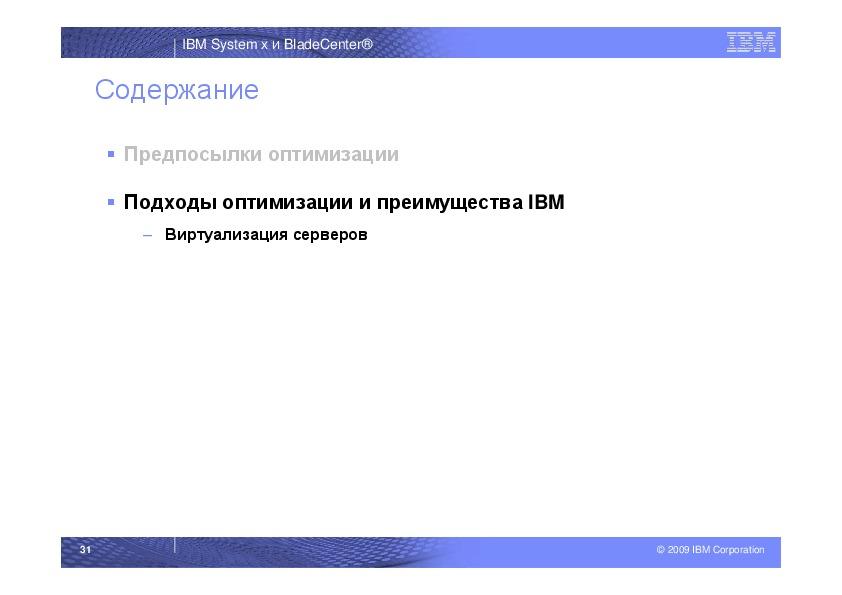 IBM System x и BladeCenter®
IBM
Содержание
Предпосылки оптимизации
Подходы оптимизации и преимущества IBM
– Виртуализация серверов
31
© 2009 IBM Corporation